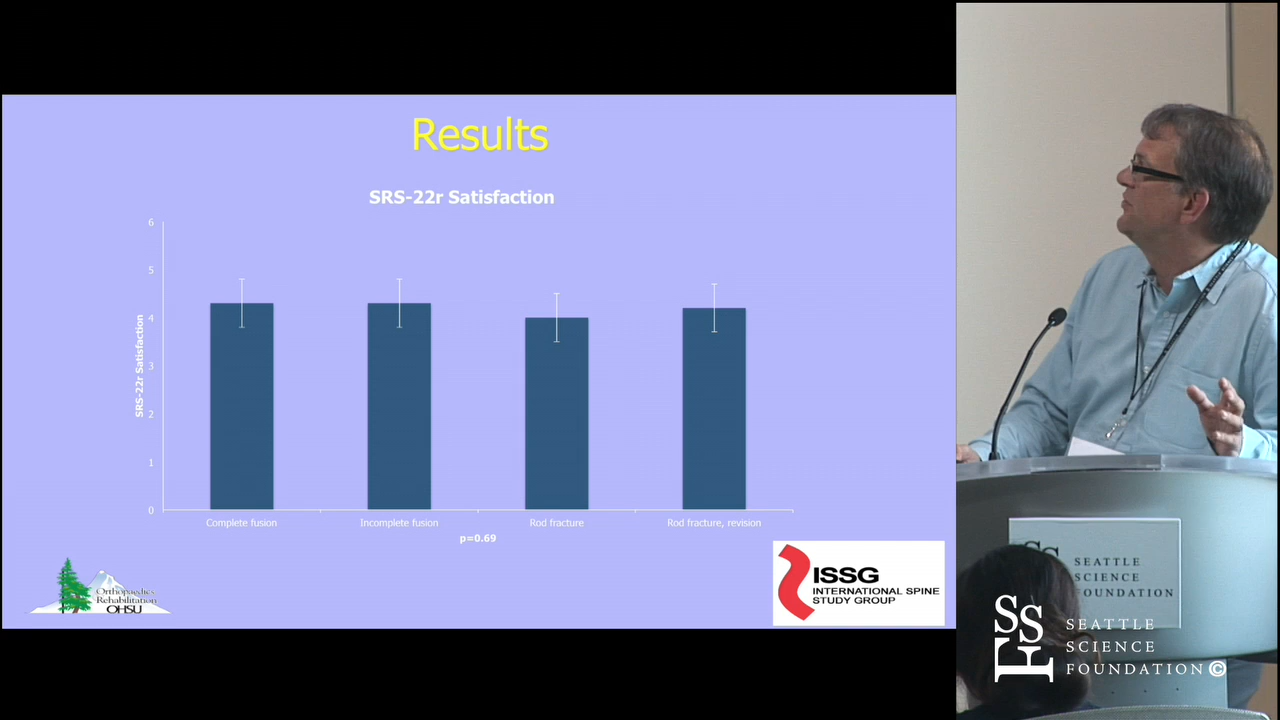 Results
SRS-22r Satisfaction
6
5
4
3
2
1
0
SRS-22r Satisfaction
Complete fusion
Incomplete fusion
Rod fracture
Rod fracture, revision
p=0.69
Orthopaedics
Rehabilitation
OHSU
ISSG
INTERNATIONAL SPINE
STUDY GROUP
SEATTLE
SCIENCE
FOUNDATION
SSF
SEATTLE
SCIENCE
FOUNDATION©